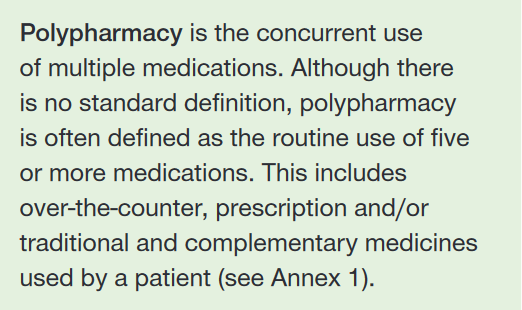 Polypharmacy is the concurrent use
of multiple medications. Although there
is no standard definition, polypharmacy
is often defined as the routine use of five
or more medications. This includes
over-the-counter, prescription and/or
traditional and complementary medicines
used by a patient (see Annex 1).